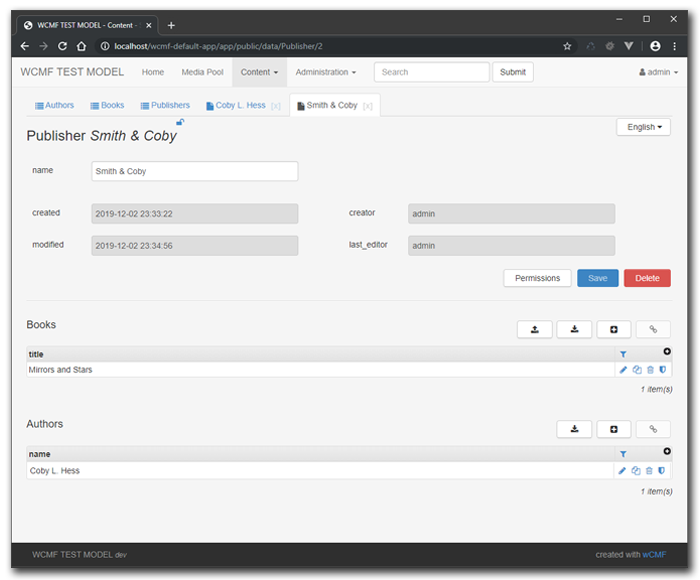 WCMF TEST MODEL - Content -
localhost/wcmf-default-app/app/public/data/Publisher/2
WCMF TEST MODEL Home Media Pool Content Administration Search Submit admin
Authors Books Publishers Coby L. Hess [x] Smith & Coby [x]
Publisher Smith & Coby
English
name Smith & Coby
created 2019-12-02 23:33:22 creator admin
modified 2019-12-02 23:34:56 last_editor admin
Permissions Save Delete
Books
title
Mirrors and Stars
1 item(s)
Authors
name
Coby L. Hess
1 item(s)
WCMF TEST MODEL dev created with wCMF